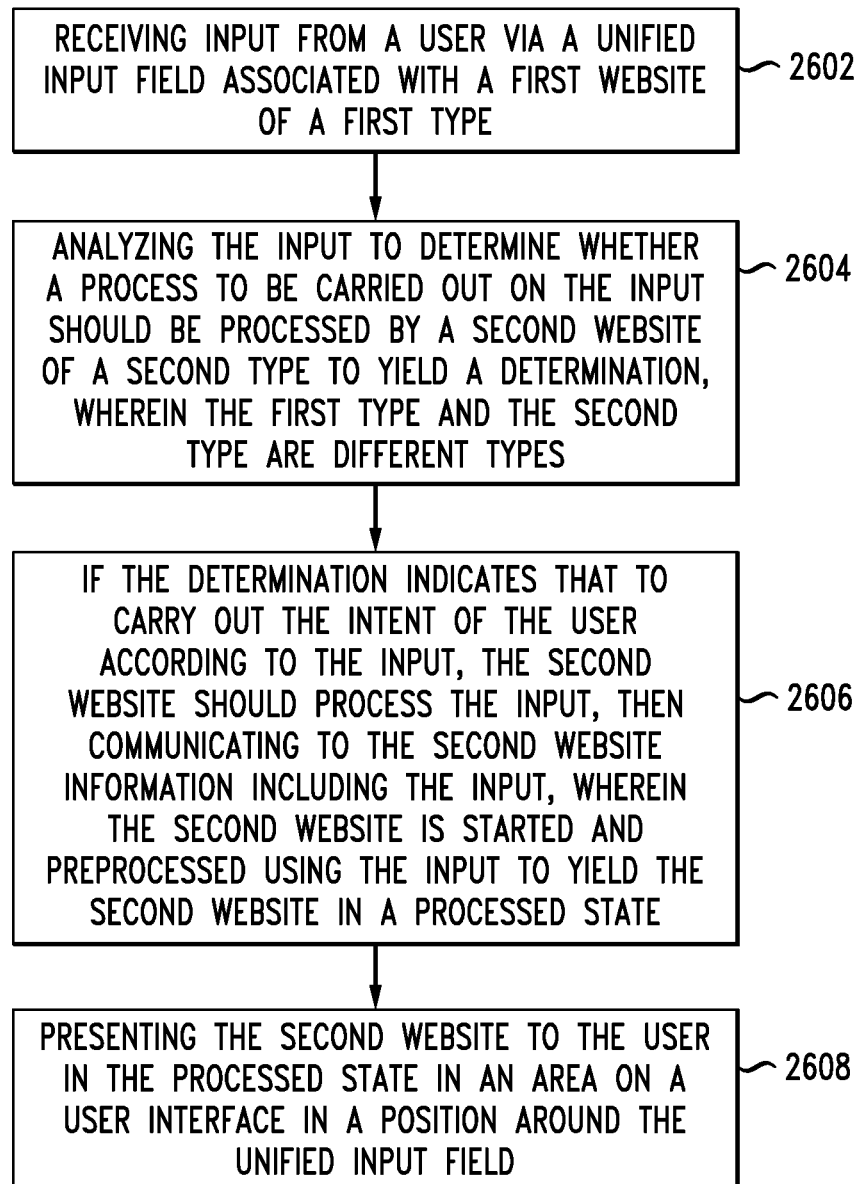 RECEIVING INPUT FROM A USER VIA A UNIFIED
INPUT FIELD ASSOCIATED WITH A FIRST WEBSITE
OF A FIRST TYPE
2602
ANALYZING THE INPUT TO DETERMINE WHETHER
A PROCESS TO BE CARRIED OUT ON THE INPUT
SHOULD BE PROCESSED BY A SECOND WEBSITE
OF A SECOND TYPE TO YIELD A DETERMINATION,
WHEREIN THE FIRST TYPE AND THE SECOND
TYPE ARE DIFFERENT TYPES
2604
IF THE DETERMINATION INDICATES THAT TO
CARRY OUT THE INTENT OF THE USER
ACCORDING TO THE INPUT, THE SECOND
WEBSITE SHOULD PROCESS THE INPUT, THEN
COMMUNICATING TO THE SECOND WEBSITE
INFORMATION INCLUDING THE INPUT, WHEREIN
THE SECOND WEBSITE IS STARTED AND
PREPROCESSED USING THE INPUT TO YIELD THE
SECOND WEBSITE IN A PROCESSED STATE
2606
PRESENTING THE SECOND WEBSITE TO THE USER
IN THE PROCESSED STATE IN AN AREA ON A
USER INTERFACE IN A POSITION AROUND THE
UNIFIED INPUT FIELD
2608